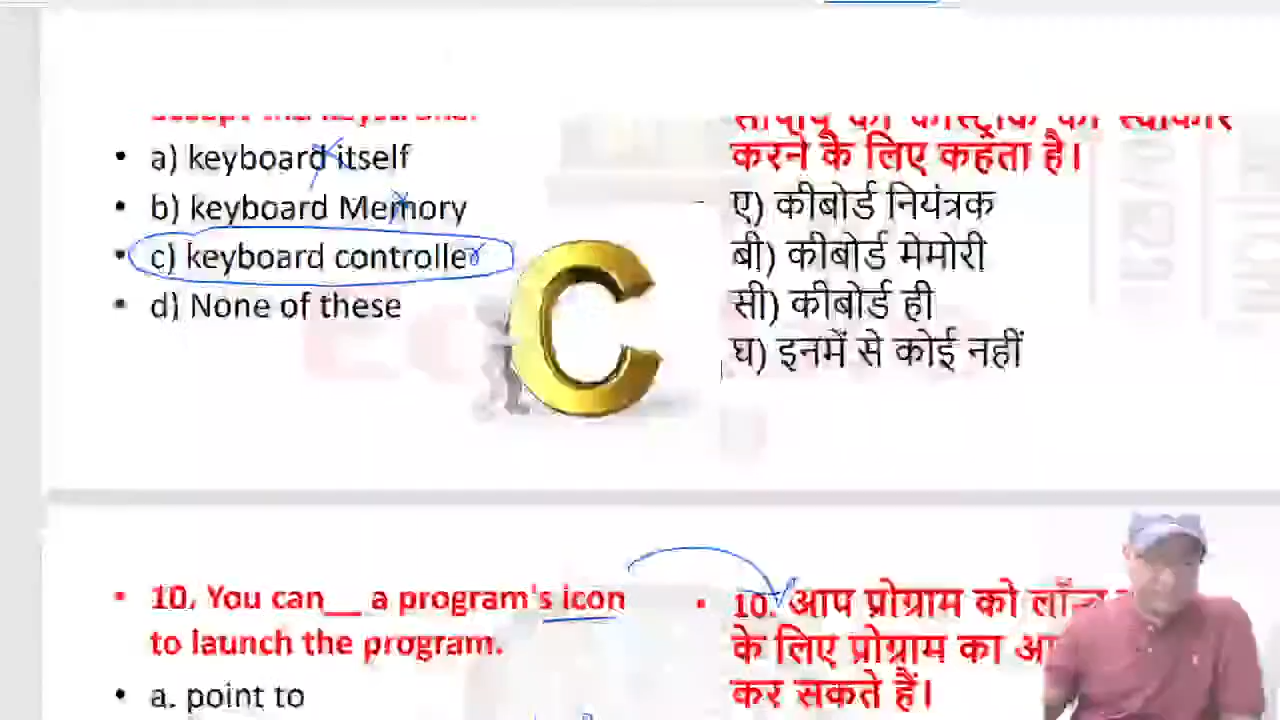 a) keyboard itself
b) keyboard Memory
c) keyboard controller
d) None of these
C
करने के लिए कहता है।
ए) कीबोर्ड नियंत्रक
बी) कीबोर्ड मेमोरी
सी) कीबोर्ड ही
घ) इनमें से कोई नहीं
10. You can__ a program's icon
to launch the program.
a. point to
10. आप प्रोग्राम को
के लिए प्रोग्राम का
कर सकते हैं।